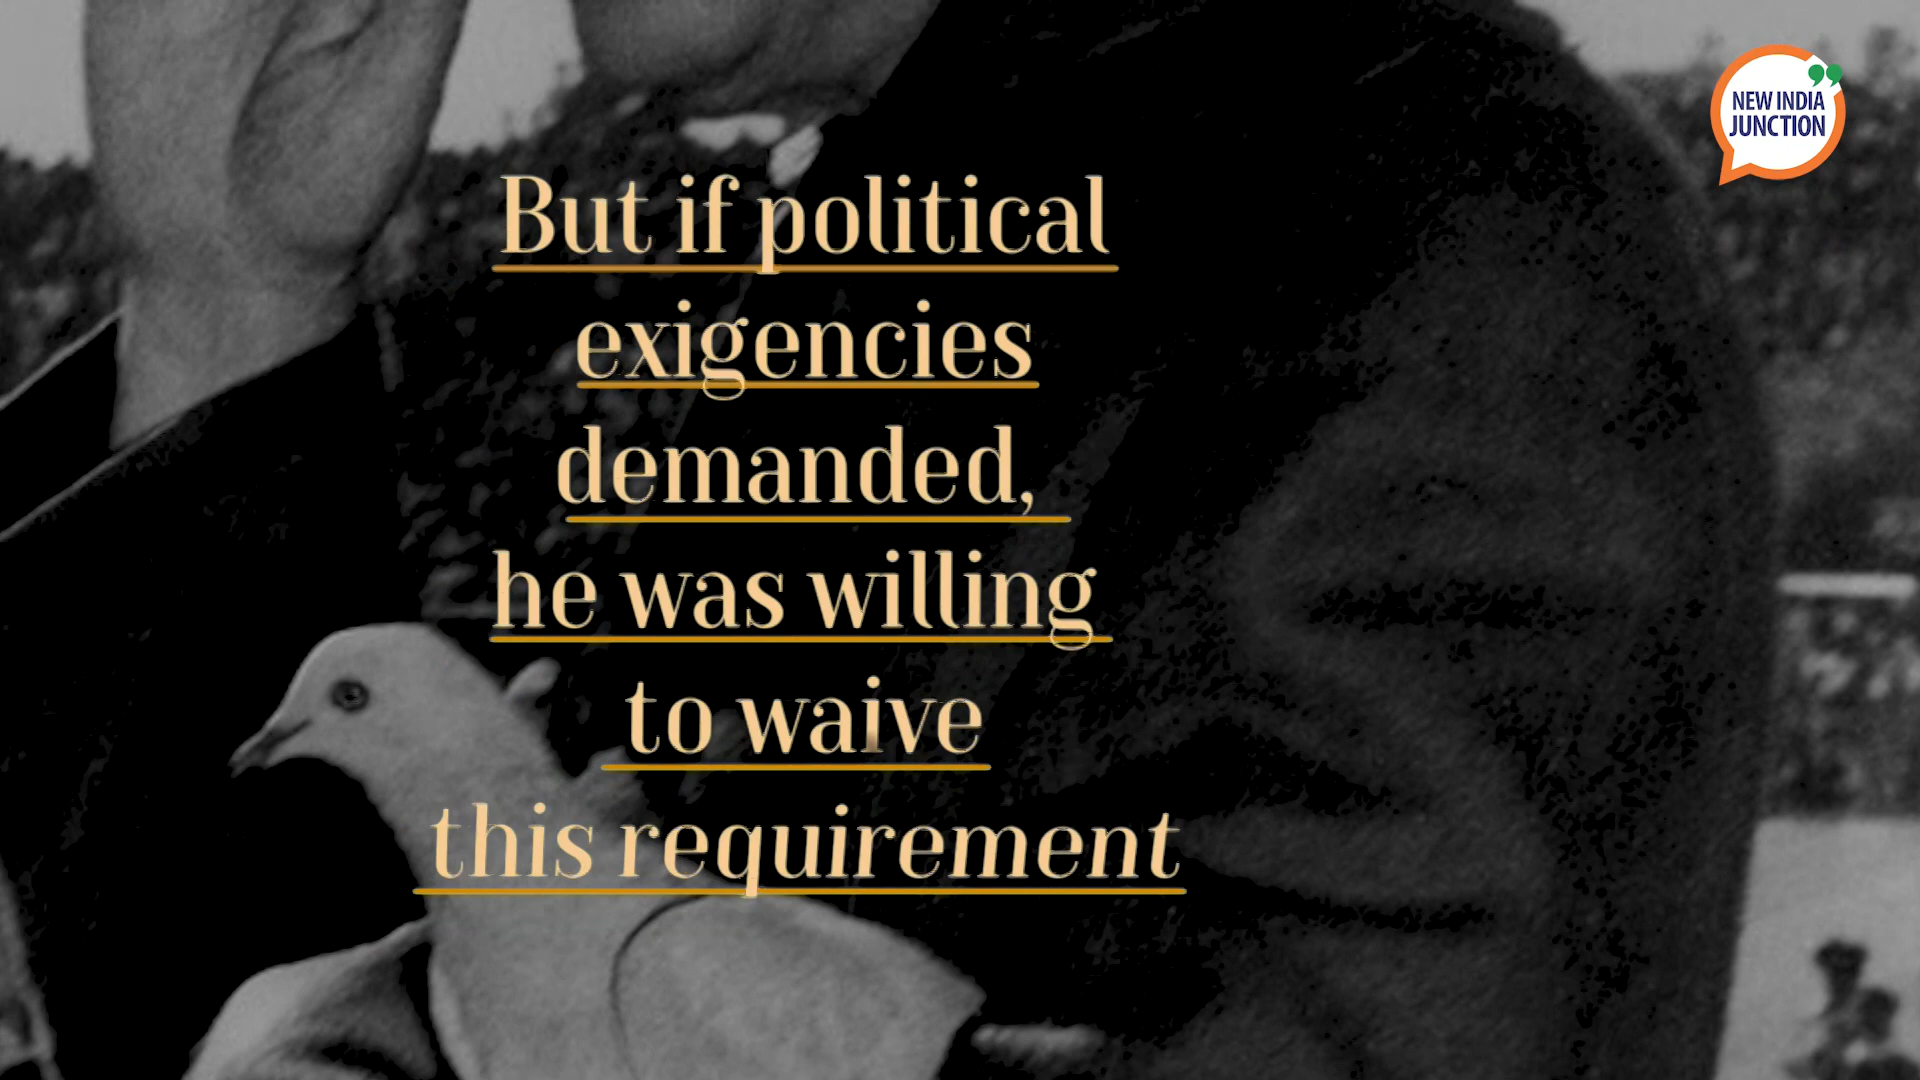 NEW INDIA
JUNCTION
But if political
exigencies
demanded,
he was willing
to waive
this requirement